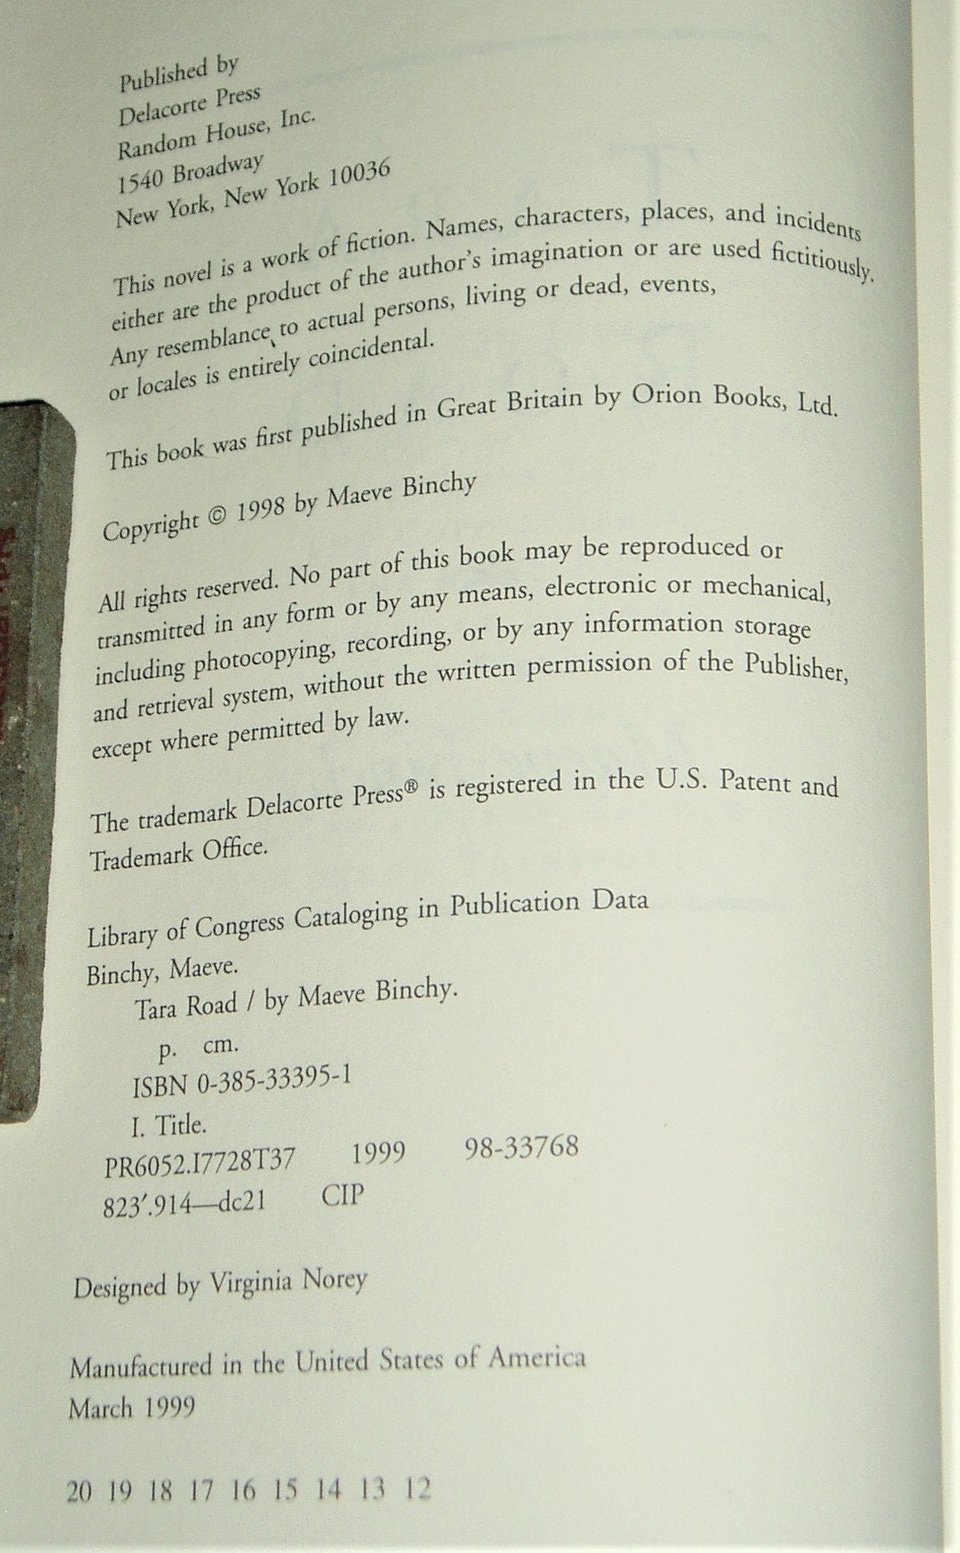 Published by
Delacorte Press
Random House, Inc.
1540 Broadway
New York, New York 10036
This novel is a work of fiction. Names, characters, places, and incidents
either are the product of the author's imagination or are used fictitiously.
Any resemblance to actual persons, living or dead, events,
or locales is entirely coincidental.
This book was first published in Great Britain by Orion Books, Ltd.
Copyright © 1998 by Maeve Binchy
All rights reserved. No part of this book may be reproduced or
transmitted in any form or by any means, electronic or mechanical,
including photocopying, recording, or by any information storage
and retrieval system, without the written permission of the Publisher,
except where permitted by law.
The trademark Delacorte Press® is registered in the U.S. Patent and
Trademark Office.
Library of Congress Cataloging in Publication Data
Binchy, Maeve.
Tara Road / by Maeve Binchy.
p. cm.
ISBN 0-385-33395-1
I. Title.
PR6052.I7728T37 1999 98-33768
823′.914—dc21 CIP
Designed by Virginia Norey
Manufactured in the United States of America
March 1999
20 19 18 17 16 15 14 13 12